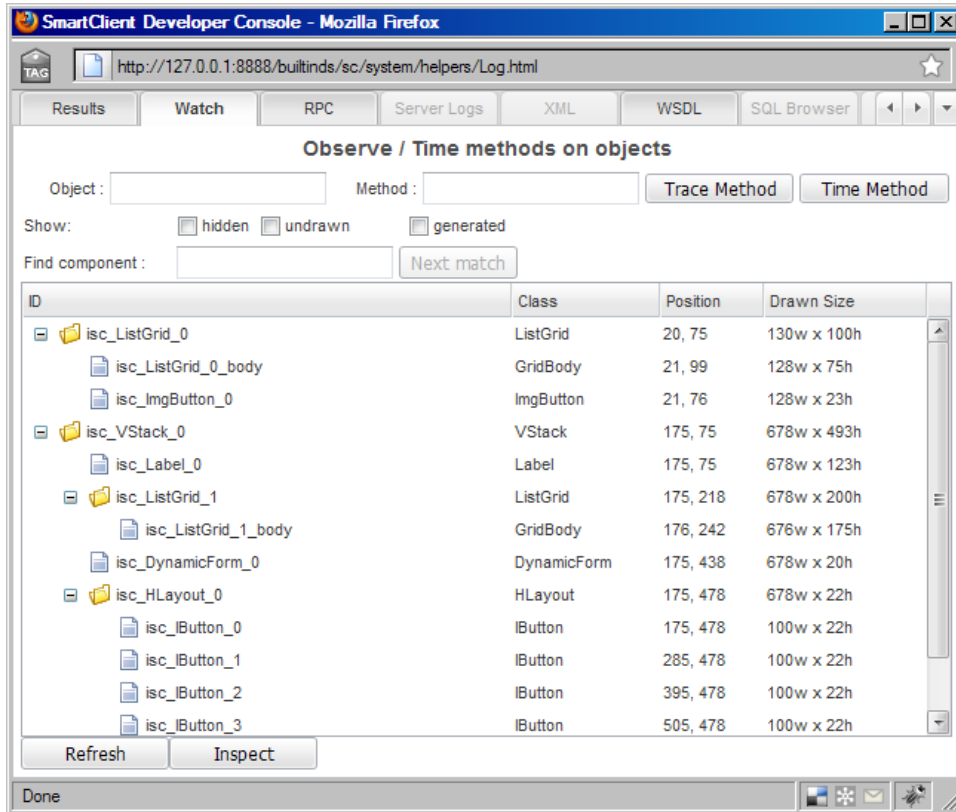 SmartClient Developer Console - Mozilla Firefox
TAG http://127.0.0.1:8888/builtinds/sc/system/helpers/Log.html
Results Watch RPC Server Logs XML WSDL SQL Browser
Observe / Time methods on objects
Object : Method : Trace Method Time Method
Show: hidden undrawn generated
Find component : Next match
ID Class Position Drawn Size
isc_ListGrid_0 ListGrid 20, 75 130w x 100h
isc_ListGrid_0_body GridBody 21, 99 128w x 75h
isc_ImgButton_0 ImgButton 21, 76 128w x 23h
isc_VStack_0 VStack 175, 75 678w x 493h
isc_Label_0 Label 175, 75 678w x 123h
isc_ListGrid_1 ListGrid 175, 218 678w x 200h
isc_ListGrid_1_body GridBody 176, 242 676w x 175h
isc_DynamicForm_0 DynamicForm 175, 438 678w x 20h
isc_HLayout_0 HLayout 175, 478 678w x 22h
isc_IButton_0 IButton 175, 478 100w x 22h
isc_IButton_1 IButton 285, 478 100w x 22h
isc_IButton_2 IButton 395, 478 100w x 22h
isc_IButton_3 IButton 505, 478 100w x 22h
Refresh Inspect
Done